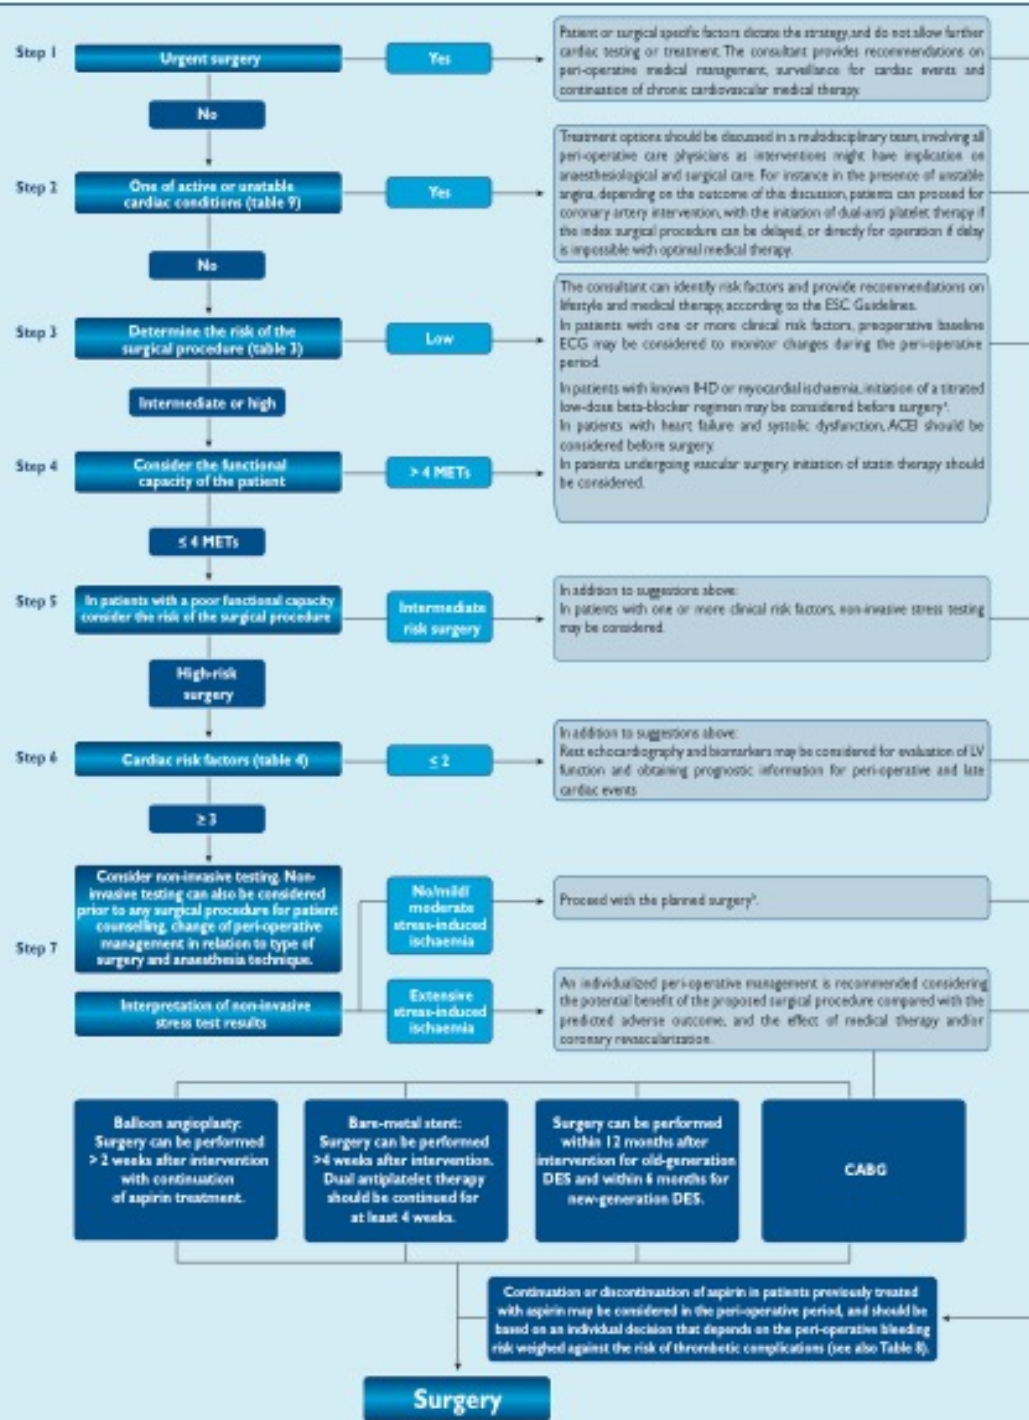 Step 1
Urgent surgery
Yes
Patient or surgical specific factors dictate the strategy, and do not allow further
cardiac testing or treatment. The consultant provides recommendations on
peri-operative medical management, surveillance for cardiac events and
continuation of chronic cardiovascular medical therapy.
No
Step 2
One of active or unstable
cardiac conditions (table 9)
Yes
Treatment options should be discussed in a multidisciplinary team, involving all
peri-operative care physicians as interventions might have implication on
anaesthesiological and surgical care. For instance in the presence of unstable
angina, depending on the outcome of this discussion, patients can proceed for
coronary artery intervention, with the initiation of dual-anti platelet therapy if
the index surgical procedure can be delayed, or directly for operation if delay
is impossible with optimal medical therapy.
No
Step 3
Determine the risk of the
surgical procedure (table 3)
Low
The consultant can identify risk factors and provide recommendations on
lifestyle and medical therapy, according to the ESC Guidelines.
In patients with one or more clinical risk factors, preoperative baseline
ECG may be considered to monitor changes during the peri-operative
period.
In patients with known IHD or myocardial ischaemia, initiation of a titrated
low-dose beta-blocker regimen may be considered before surgeryª.
In patients with heart failure and systolic dysfunction, ACEI should be
considered before surgery.
In patients undergoing vascular surgery, initiation of statin therapy should
be considered.
Intermediate or high
Step 4
Consider the functional
capacity of the patient
> 4 METs
≤ 4 METs
Step 5
In patients with a poor functional capacity
consider the risk of the surgical procedure
Intermediate
risk surgery
In addition to suggestions above:
In patients with one or more clinical risk factors, non-invasive stress testing
may be considered.
High-risk
surgery
Step 6
Cardiac risk factors (table 4)
≤ 2
In addition to suggestions above:
Rest echocardiography and biomarkers may be considered for evaluation of LV
function and obtaining prognostic information for peri-operative and late
cardiac events
≥ 3
Step 7
Consider non-invasive testing. Non-
invasive testing can also be considered
prior to any surgical procedure for patient
counselling, change of peri-operative
management in relation to type of
surgery and anaesthesia technique.
No/mild/
moderate
stress-induced
ischaemia
Proceed with the planned surgeryᵇ.
Interpretation of non-invasive
stress test results
Extensive
stress-induced
ischaemia
An individualized peri-operative management is recommended considering
the potential benefit of the proposed surgical procedure compared with the
predicted adverse outcome, and the effect of medical therapy and/or
coronary revascularization.
Balloon angioplasty:
Surgery can be performed
> 2 weeks after intervention
with continuation
of aspirin treatment.
Bare-metal stent:
Surgery can be performed
>4 weeks after intervention.
Dual antiplatelet therapy
should be continued for
at least 4 weeks.
Surgery can be performed
within 12 months after
intervention for old-generation
DES and within 6 months for
new-generation DES.
CABG
Continuation or discontinuation of aspirin in patients previously treated
with aspirin may be considered in the peri-operative period, and should be
based on an individual decision that depends on the peri-operative bleeding
risk weighed against the risk of thrombotic complications (see also Table 8).
Surgery